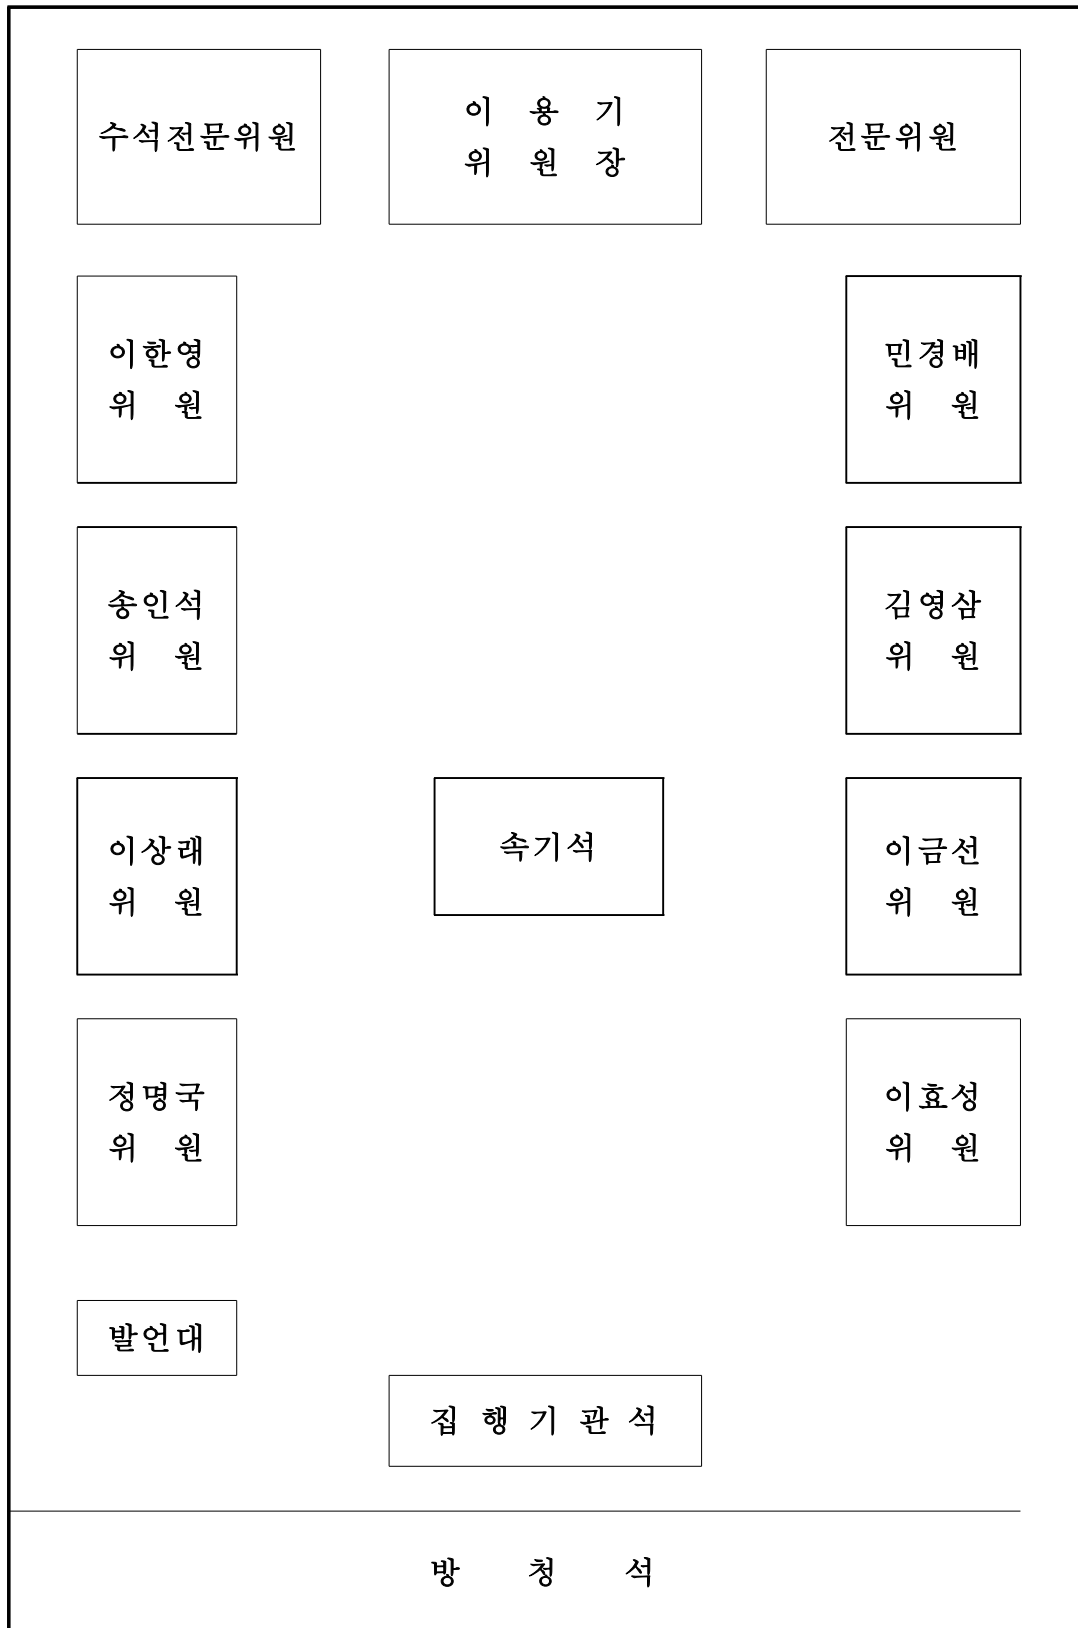 수석전문위원
이 용 기
위 원 장
전문위원
이한영
위 원
민경배
위 원
송인석
위 원
김영삼
위 원
이상래
위 원
속기석
이금선
위 원
정명국
위 원
이효성
위 원
발언대
집 행 기 관 석
방 청 석